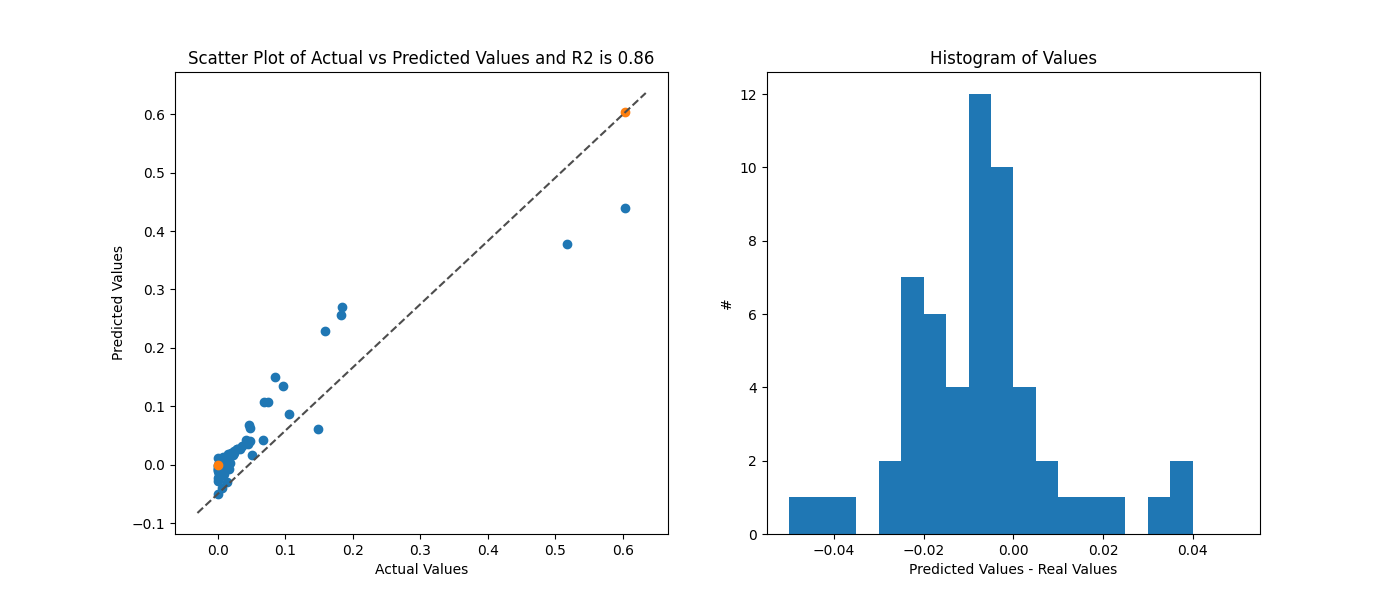 Scatter Plot of Actual vs Predicted Values and R2 is 0.86
0.6
0.5
0.4
0.3
0.2
0.1
0.0
−0.1
Predicted Values
0.0 0.1 0.2 0.3 0.4 0.5 0.6
Actual Values
Histogram of Values
12
10
8
6
4
2
0
#
−0.04 −0.02 0.00 0.02 0.04
Predicted Values - Real Values